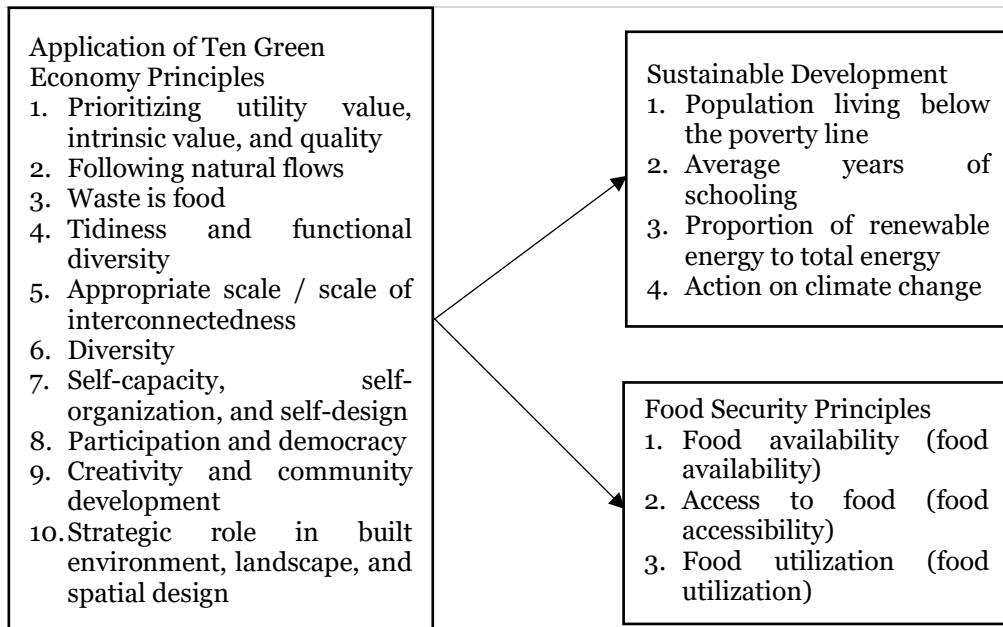 Application of Ten Green
Economy Principles
1. Prioritizing utility value,
intrinsic value, and quality
2. Following natural flows
3. Waste is food
4. Tidiness and functional
diversity
5. Appropriate scale / scale of
interconnectedness
6. Diversity
7. Self-capacity, self-
organization, and self-design
8. Participation and democracy
9. Creativity and community
development
10. Strategic role in built
environment, landscape, and
spatial design
Sustainable Development
1. Population living below
the poverty line
2. Average years of
schooling
3. Proportion of renewable
energy to total energy
4. Action on climate change
Food Security Principles
1. Food availability (food
availability)
2. Access to food (food
accessibility)
3. Food utilization (food
utilization)